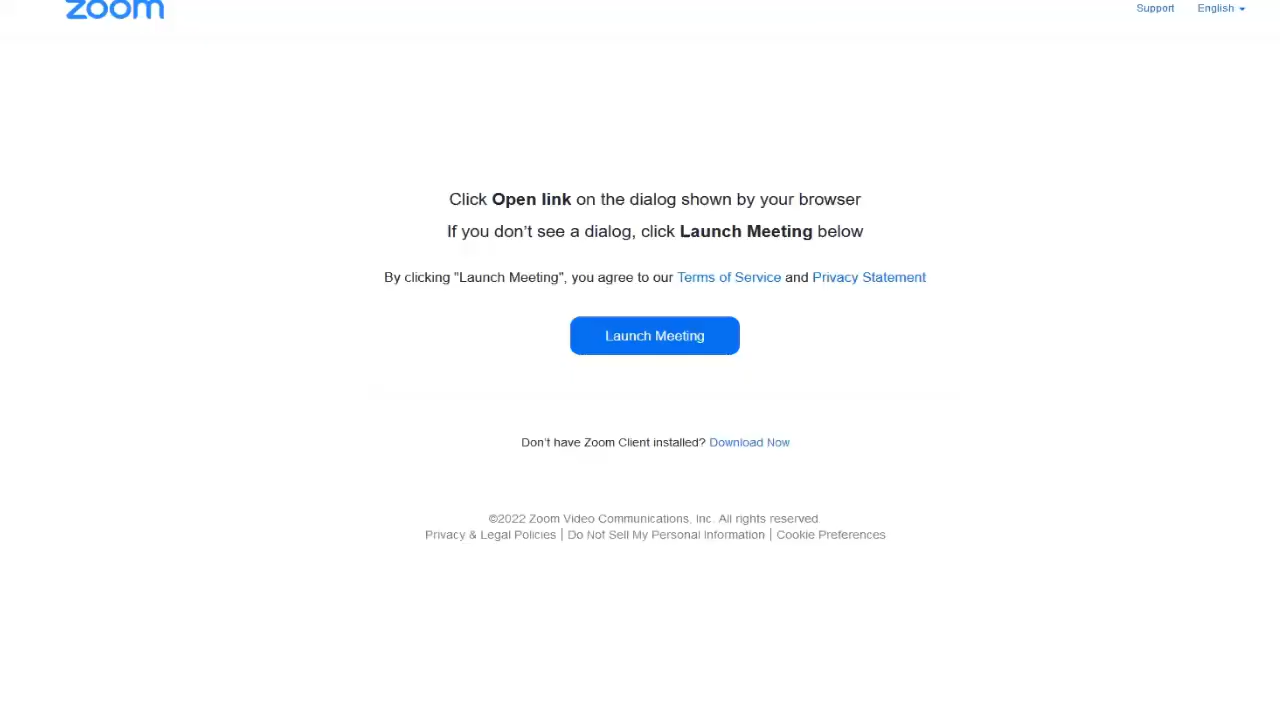 zoom
Support English
Click Open link on the dialog shown by your browser
If you don’t see a dialog, click Launch Meeting below
By clicking "Launch Meeting", you agree to our Terms of Service and Privacy Statement
Launch Meeting
Don’t have Zoom Client installed? Download Now
©2022 Zoom Video Communications, Inc. All rights reserved.
Privacy & Legal Policies | Do Not Sell My Personal Information | Cookie Preferences